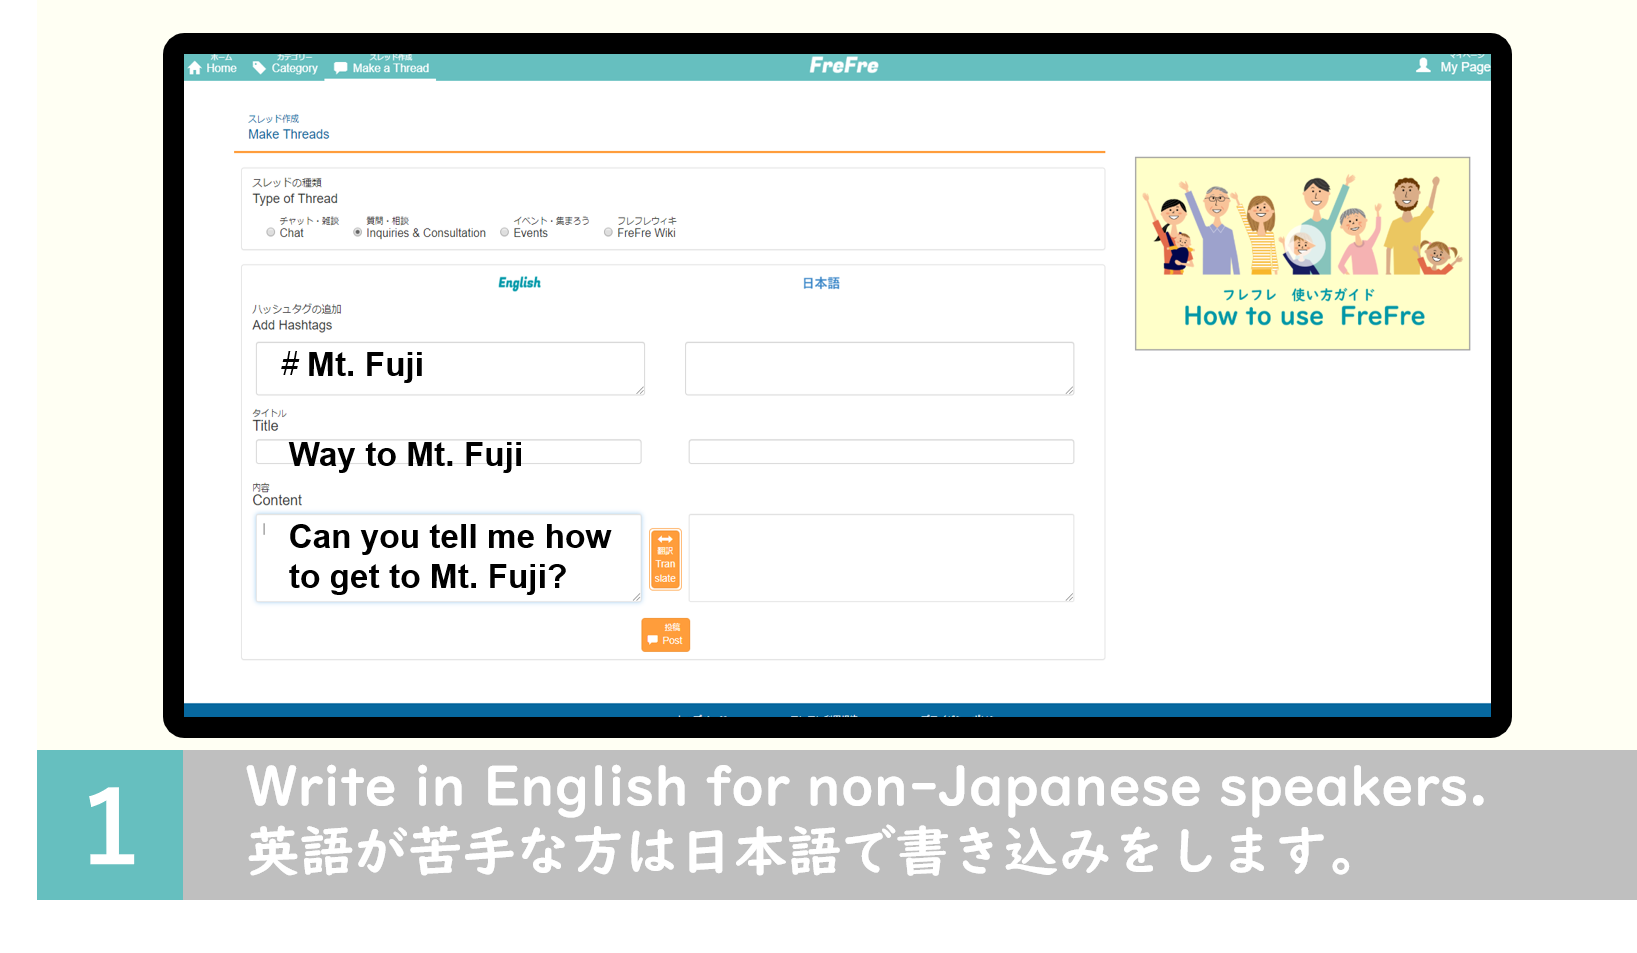 ホーム カテゴリー スレッド作成
Home Category Make a Thread FreFre My Page
スレッド作成
Make Threads
スレッドの種類
Type of Thread
チャット・雑談 質問・相談 イベント・集まろう フレフレウィキ
Chat Inquiries & Consultation Events FreFre Wiki
English 日本語
ハッシュタグの追加
Add Hashtags
# Mt. Fuji
タイトル
Title
Way to Mt. Fuji
内容
Content
Can you tell me how
to get to Mt. Fuji?
翻訳
Tran
slate
投稿
Post
フレフレ 使い方ガイド
How to use FreFre
1
Write in English for non-Japanese speakers.
英語が苦手な方は日本語で書き込みをします。